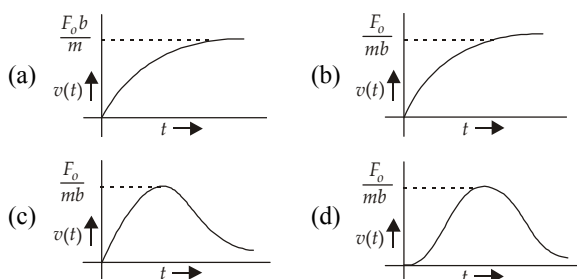 (a) F_o b / m v(t) t
(b) F_o / mb v(t) t
(c) F_o / mb v(t) t
(d) F_o / mb v(t) t